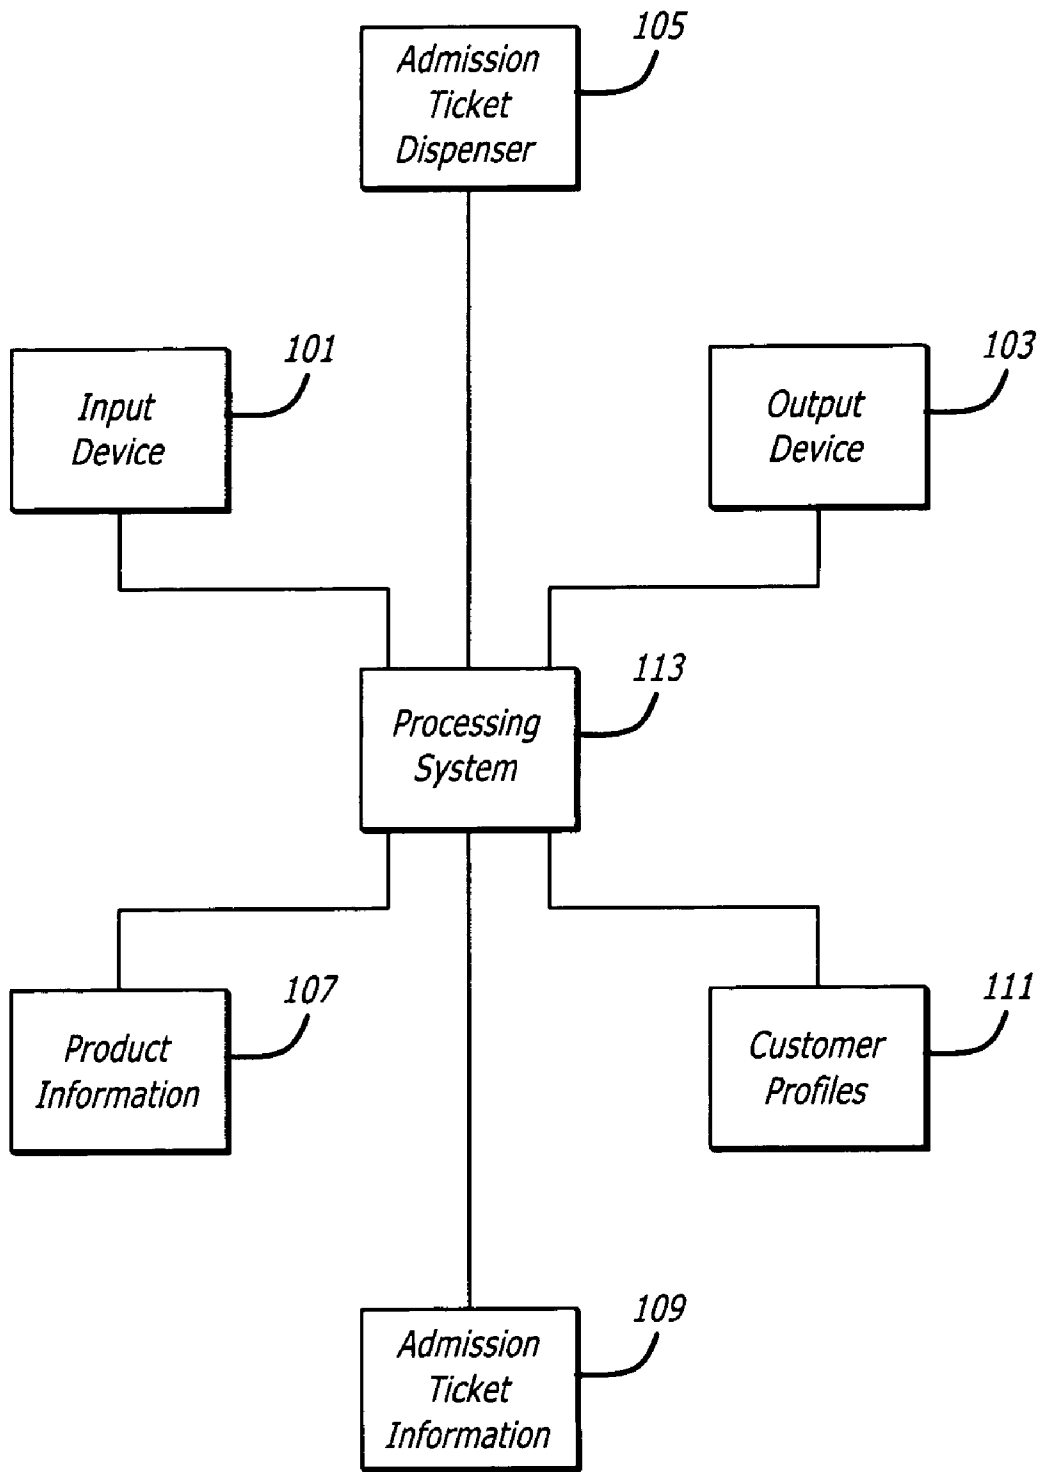 105
Admission
Ticket
Dispenser
101
Input
Device
103
Output
Device
113
Processing
System
107
Product
Information
111
Customer
Profiles
109
Admission
Ticket
Information